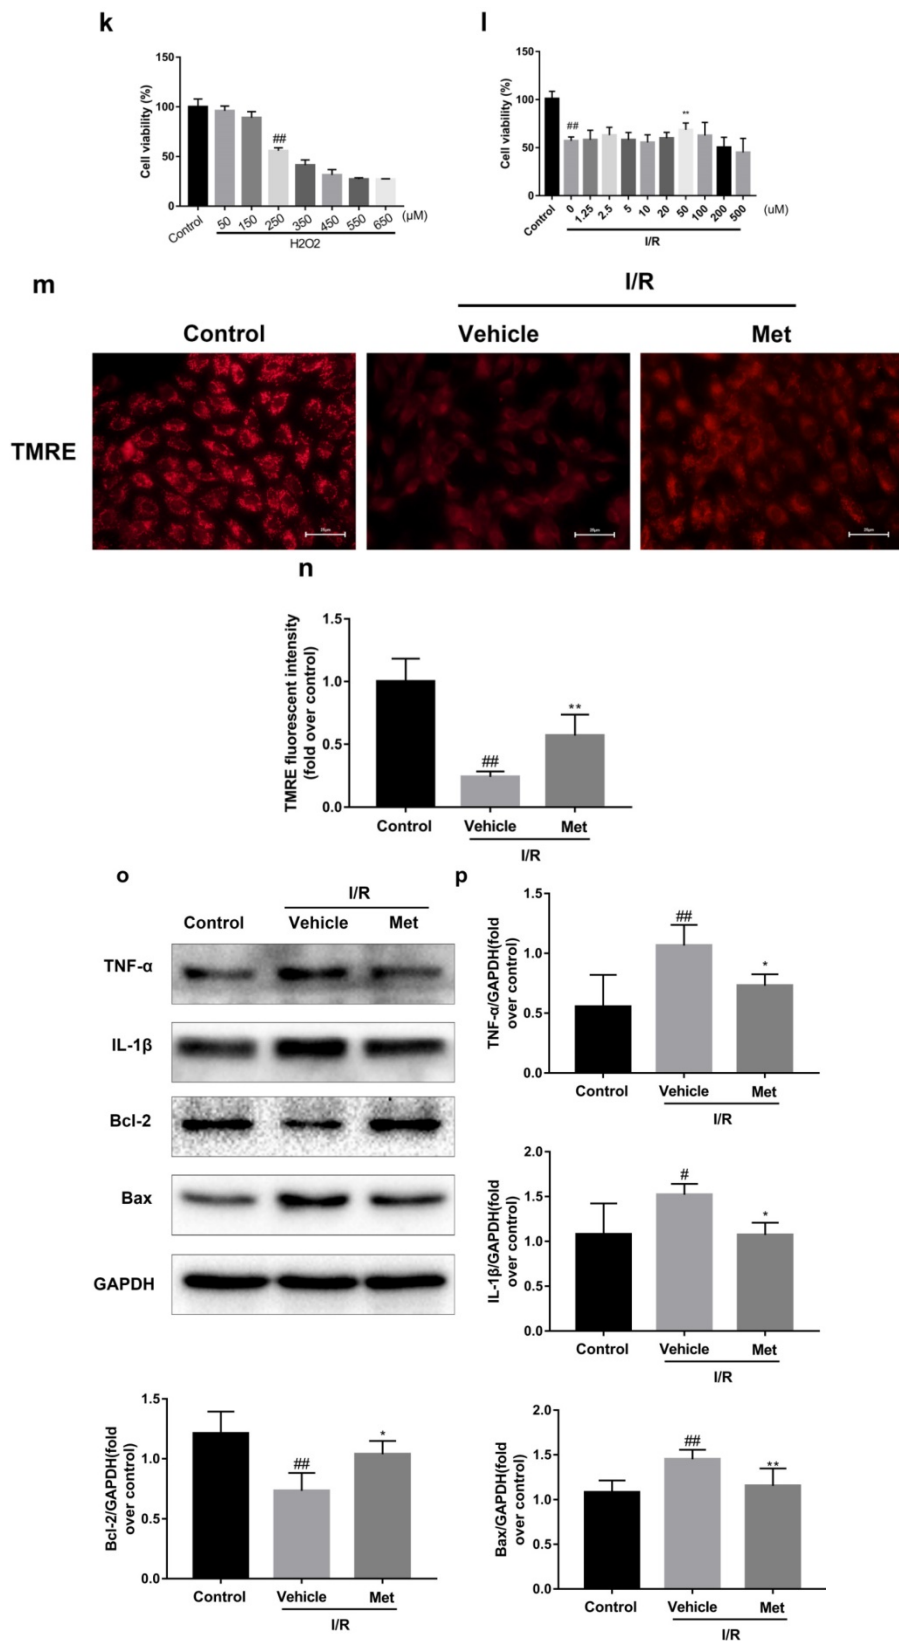 k
l
Cell viability (%)
150
100
50
0
##
Control
50
150
250
350
450
550
650
(µM)
H2O2
Cell viability (%)
150
100
50
0
##
**
Control
0
1.25
2.5
5
10
20
50
100
200
500
(uM)
I/R
m
I/R
Control
Vehicle
Met
TMRE
20µm
20µm
n
TMRE fluorescent intensity
(fold over control)
1.5
1.0
0.5
0.0
##
**
Control
Vehicle
Met
I/R
o
I/R
Control
Vehicle
Met
TNF-α
IL-1β
Bcl-2
Bax
GAPDH
p
TNF-α/GAPDH(fold
over control)
1.5
1.0
0.5
0.0
##
*
Control
Vehicle
Met
I/R
IL-1β/GAPDH(fold
over control)
2.0
1.5
1.0
0.5
0.0
#
*
Control
Vehicle
Met
I/R
Bcl-2/GAPDH(fold
over control)
1.5
1.0
0.5
0.0
##
*
Control
Vehicle
Met
I/R
Bax/GAPDH(fold
over control)
2.0
1.5
1.0
0.5
0.0
##
**
Control
Vehicle
Met
I/R